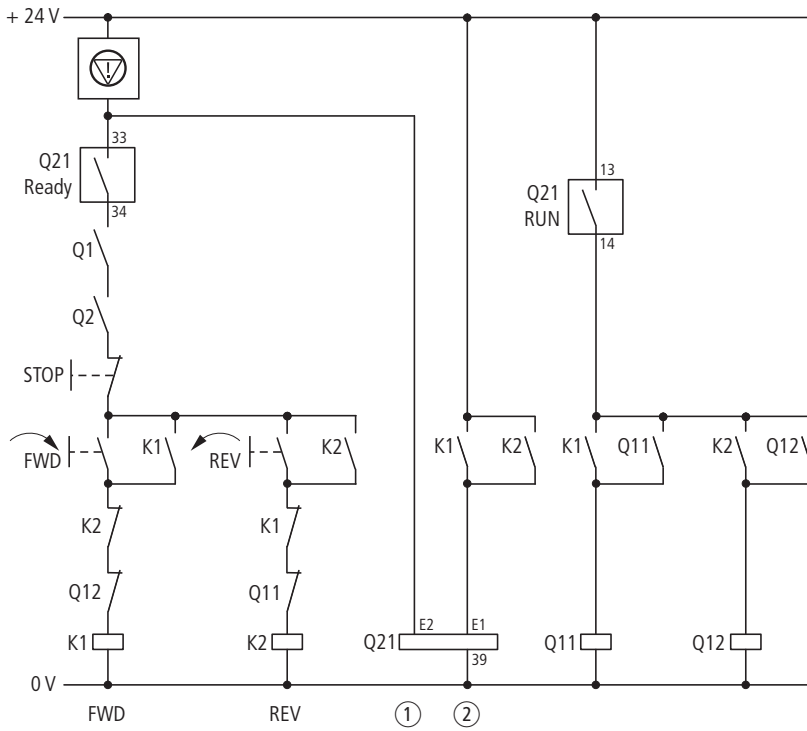 + 24 V
!
33
Q21
Ready
34
13
Q21
RUN
14
Q1
Q2
STOP
FWD
K1
REV
K2
K1
K2
K1
Q11
K2
Q12
K2
K1
Q12
Q11
K1
K2
Q21
E2
E1
39
Q11
Q12
0 V
FWD
REV
1
2